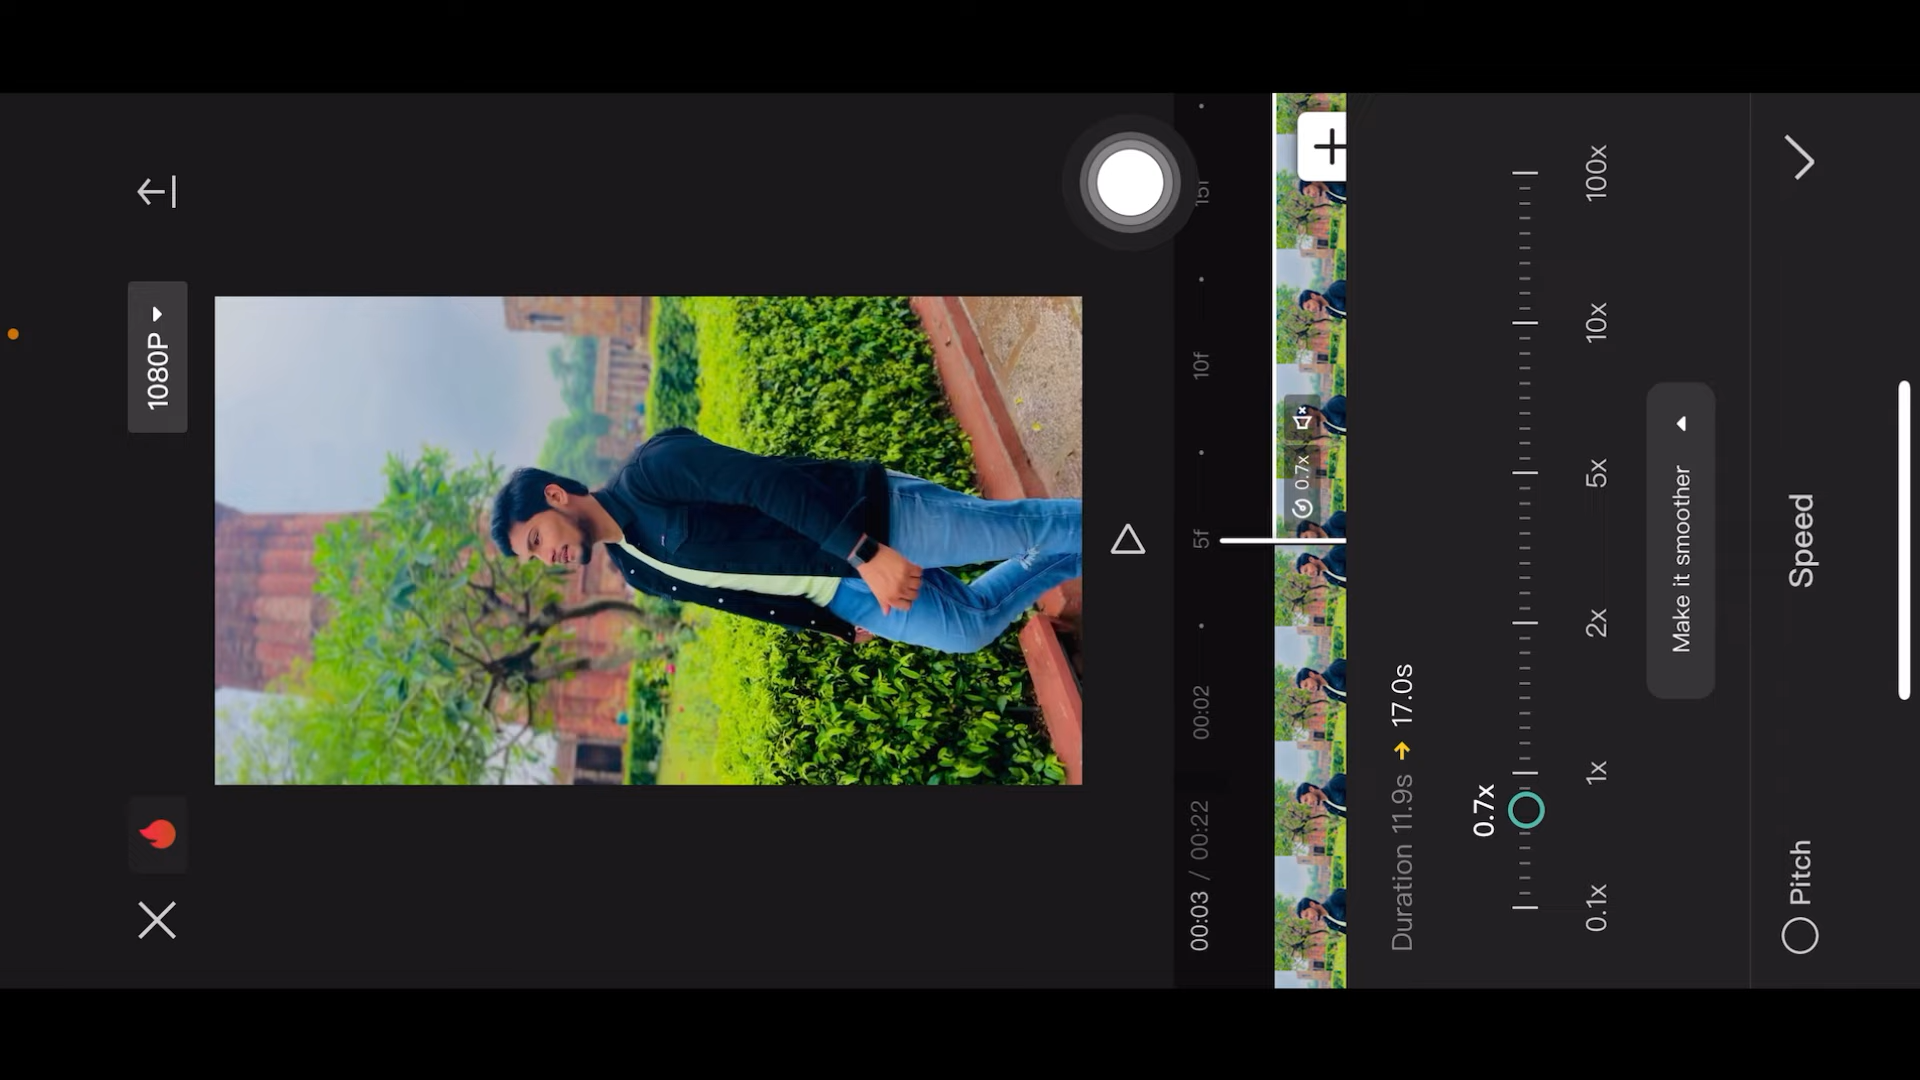 1080P
00:03 / 00:22
00:02
5f
10f
15f
0.7x
Duration 11.9s → 17.0s
0.7x
0.1x
1x
2x
5x
10x
100x
Make it smoother
Pitch
Speed